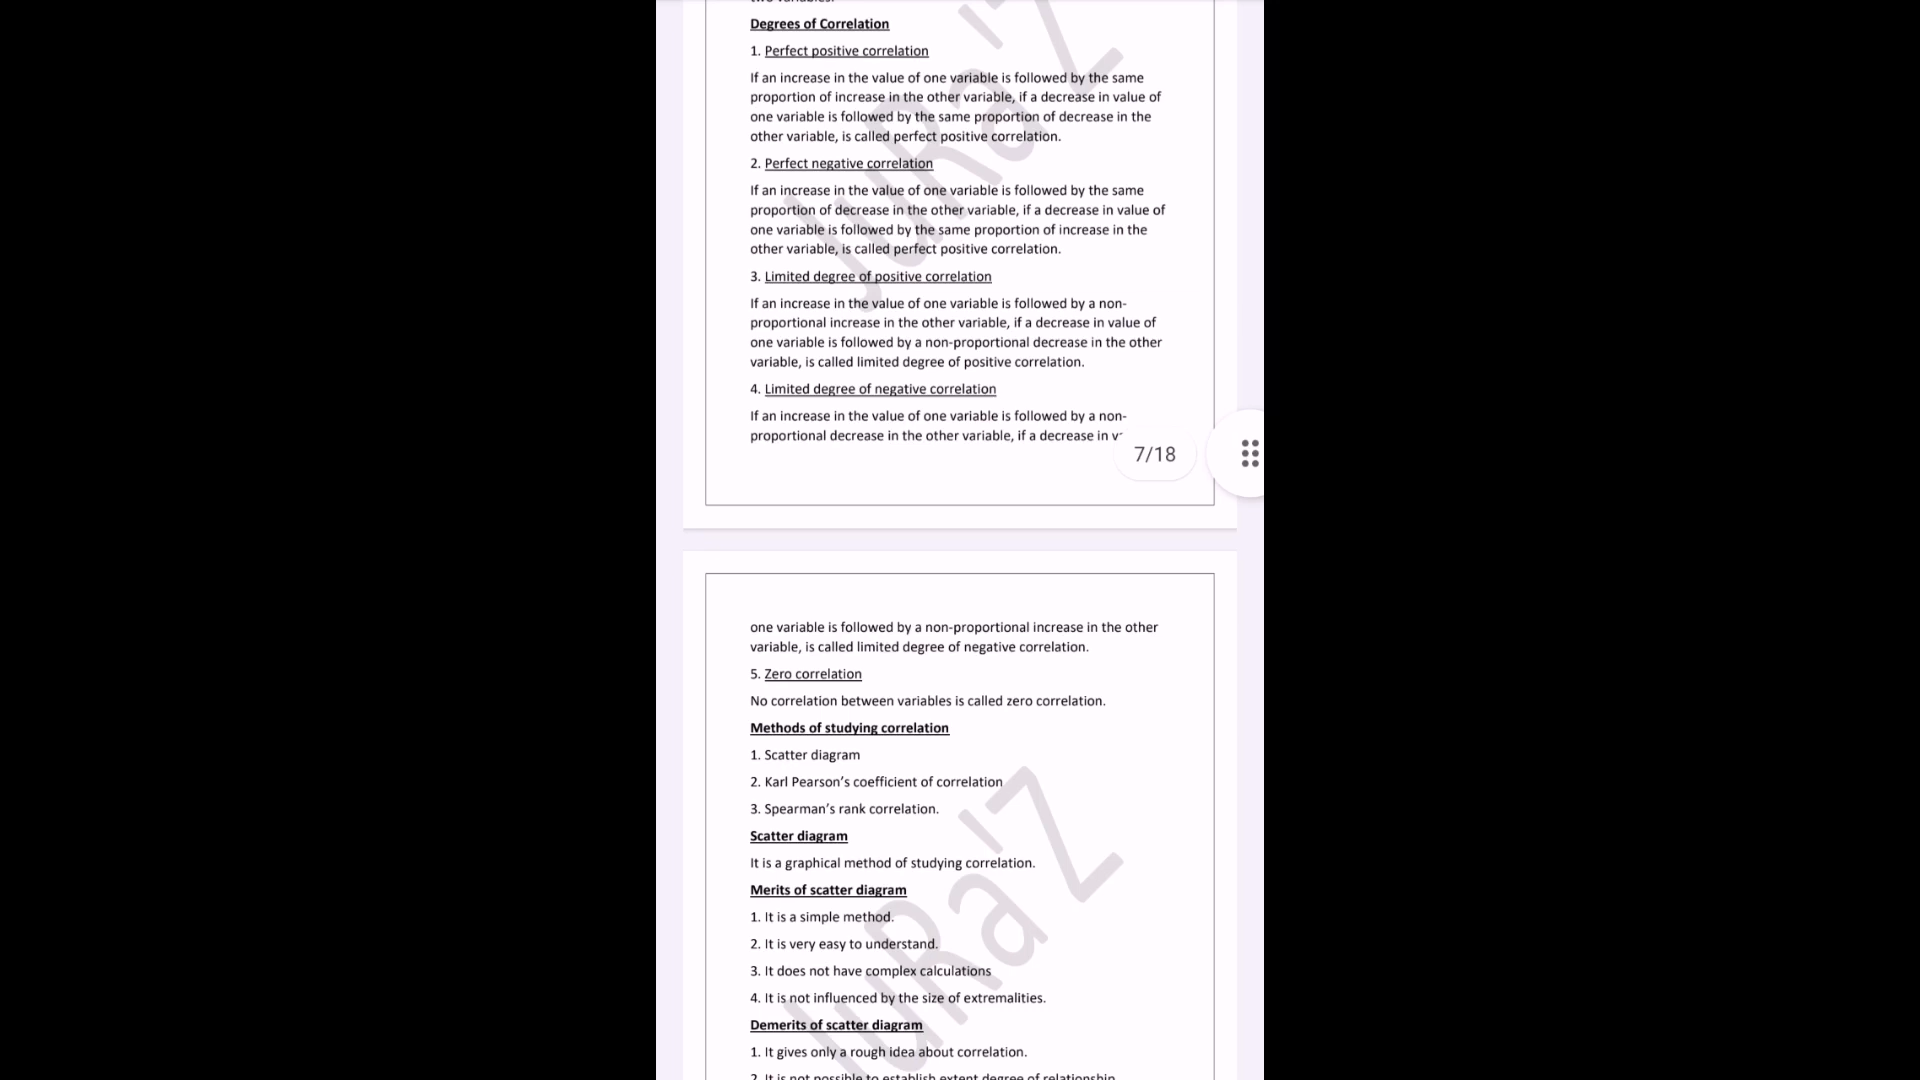 Degrees of Correlation
1. Perfect positive correlation
If an increase in the value of one variable is followed by the same
proportion of increase in the other variable, if a decrease in value of
one variable is followed by the same proportion of decrease in the
other variable, is called perfect positive correlation.
2. Perfect negative correlation
If an increase in the value of one variable is followed by the same
proportion of decrease in the other variable, if a decrease in value of
one variable is followed by the same proportion of increase in the
other variable, is called perfect positive correlation.
3. Limited degree of positive correlation
If an increase in the value of one variable is followed by a non-
proportional increase in the other variable, if a decrease in value of
one variable is followed by a non-proportional decrease in the other
variable, is called limited degree of positive correlation.
4. Limited degree of negative correlation
If an increase in the value of one variable is followed by a non-
proportional decrease in the other variable, if a decrease in
7/18
one variable is followed by a non-proportional increase in the other
variable, is called limited degree of negative correlation.
5. Zero correlation
No correlation between variables is called zero correlation.
Methods of studying correlation
1. Scatter diagram
2. Karl Pearson's coefficient of correlation
3. Spearman's rank correlation.
Scatter diagram
It is a graphical method of studying correlation.
Merits of scatter diagram
1. It is a simple method.
2. It is very easy to understand.
3. It does not have complex calculations
4. It is not influenced by the size of extremalities.
Demerits of scatter diagram
1. It gives only a rough idea about correlation.
2. It is not possible to establish extent degree of relationship
JuRa'Z
JuRa'Z